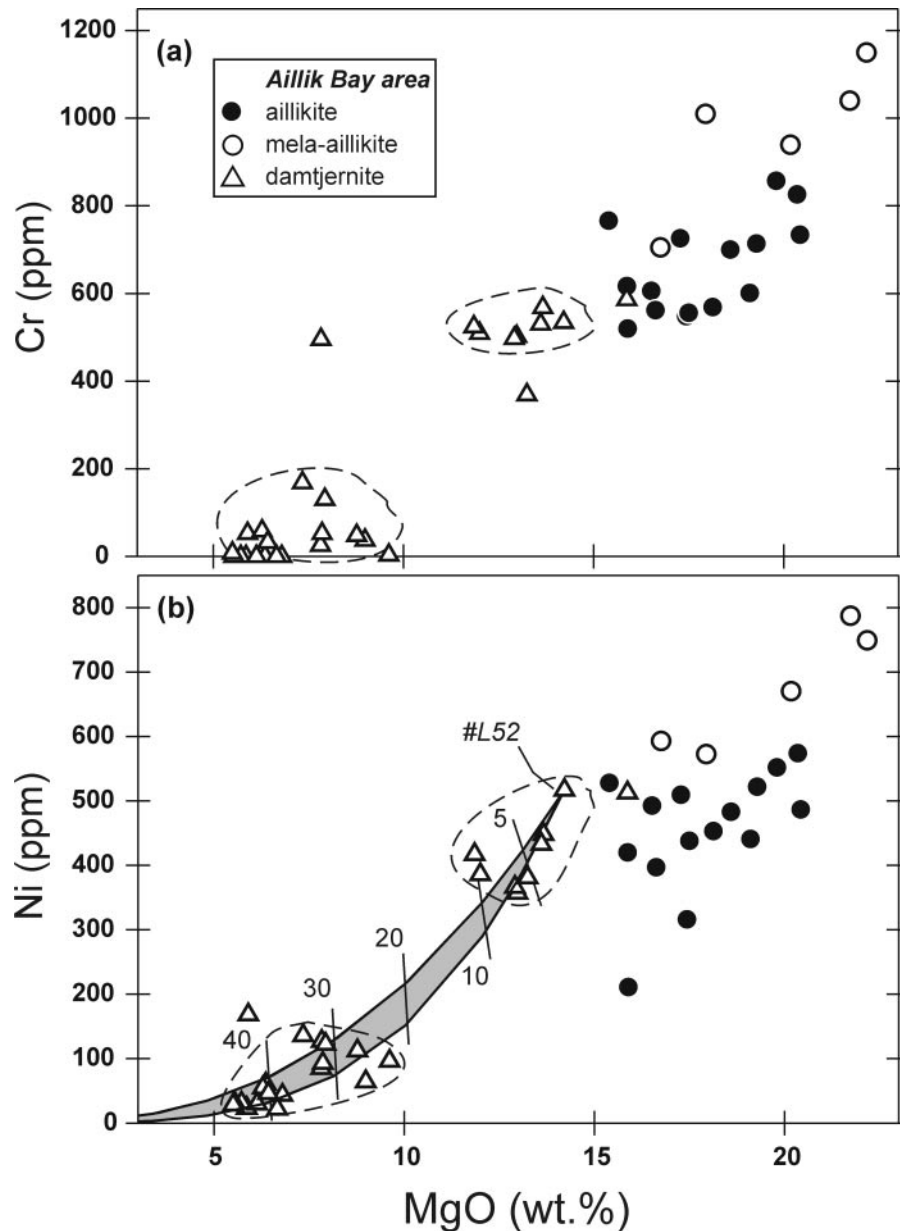 1200
(a)
Aillik Bay area
aillikite
mela-aillikite
damtjernite
1000
800
600
400
200
0
Cr (ppm)
(b)
800
700
600
500
400
300
200
100
0
Ni (ppm)
#L52
5
10
20
30
40
5 10 15 20
MgO (wt.%)